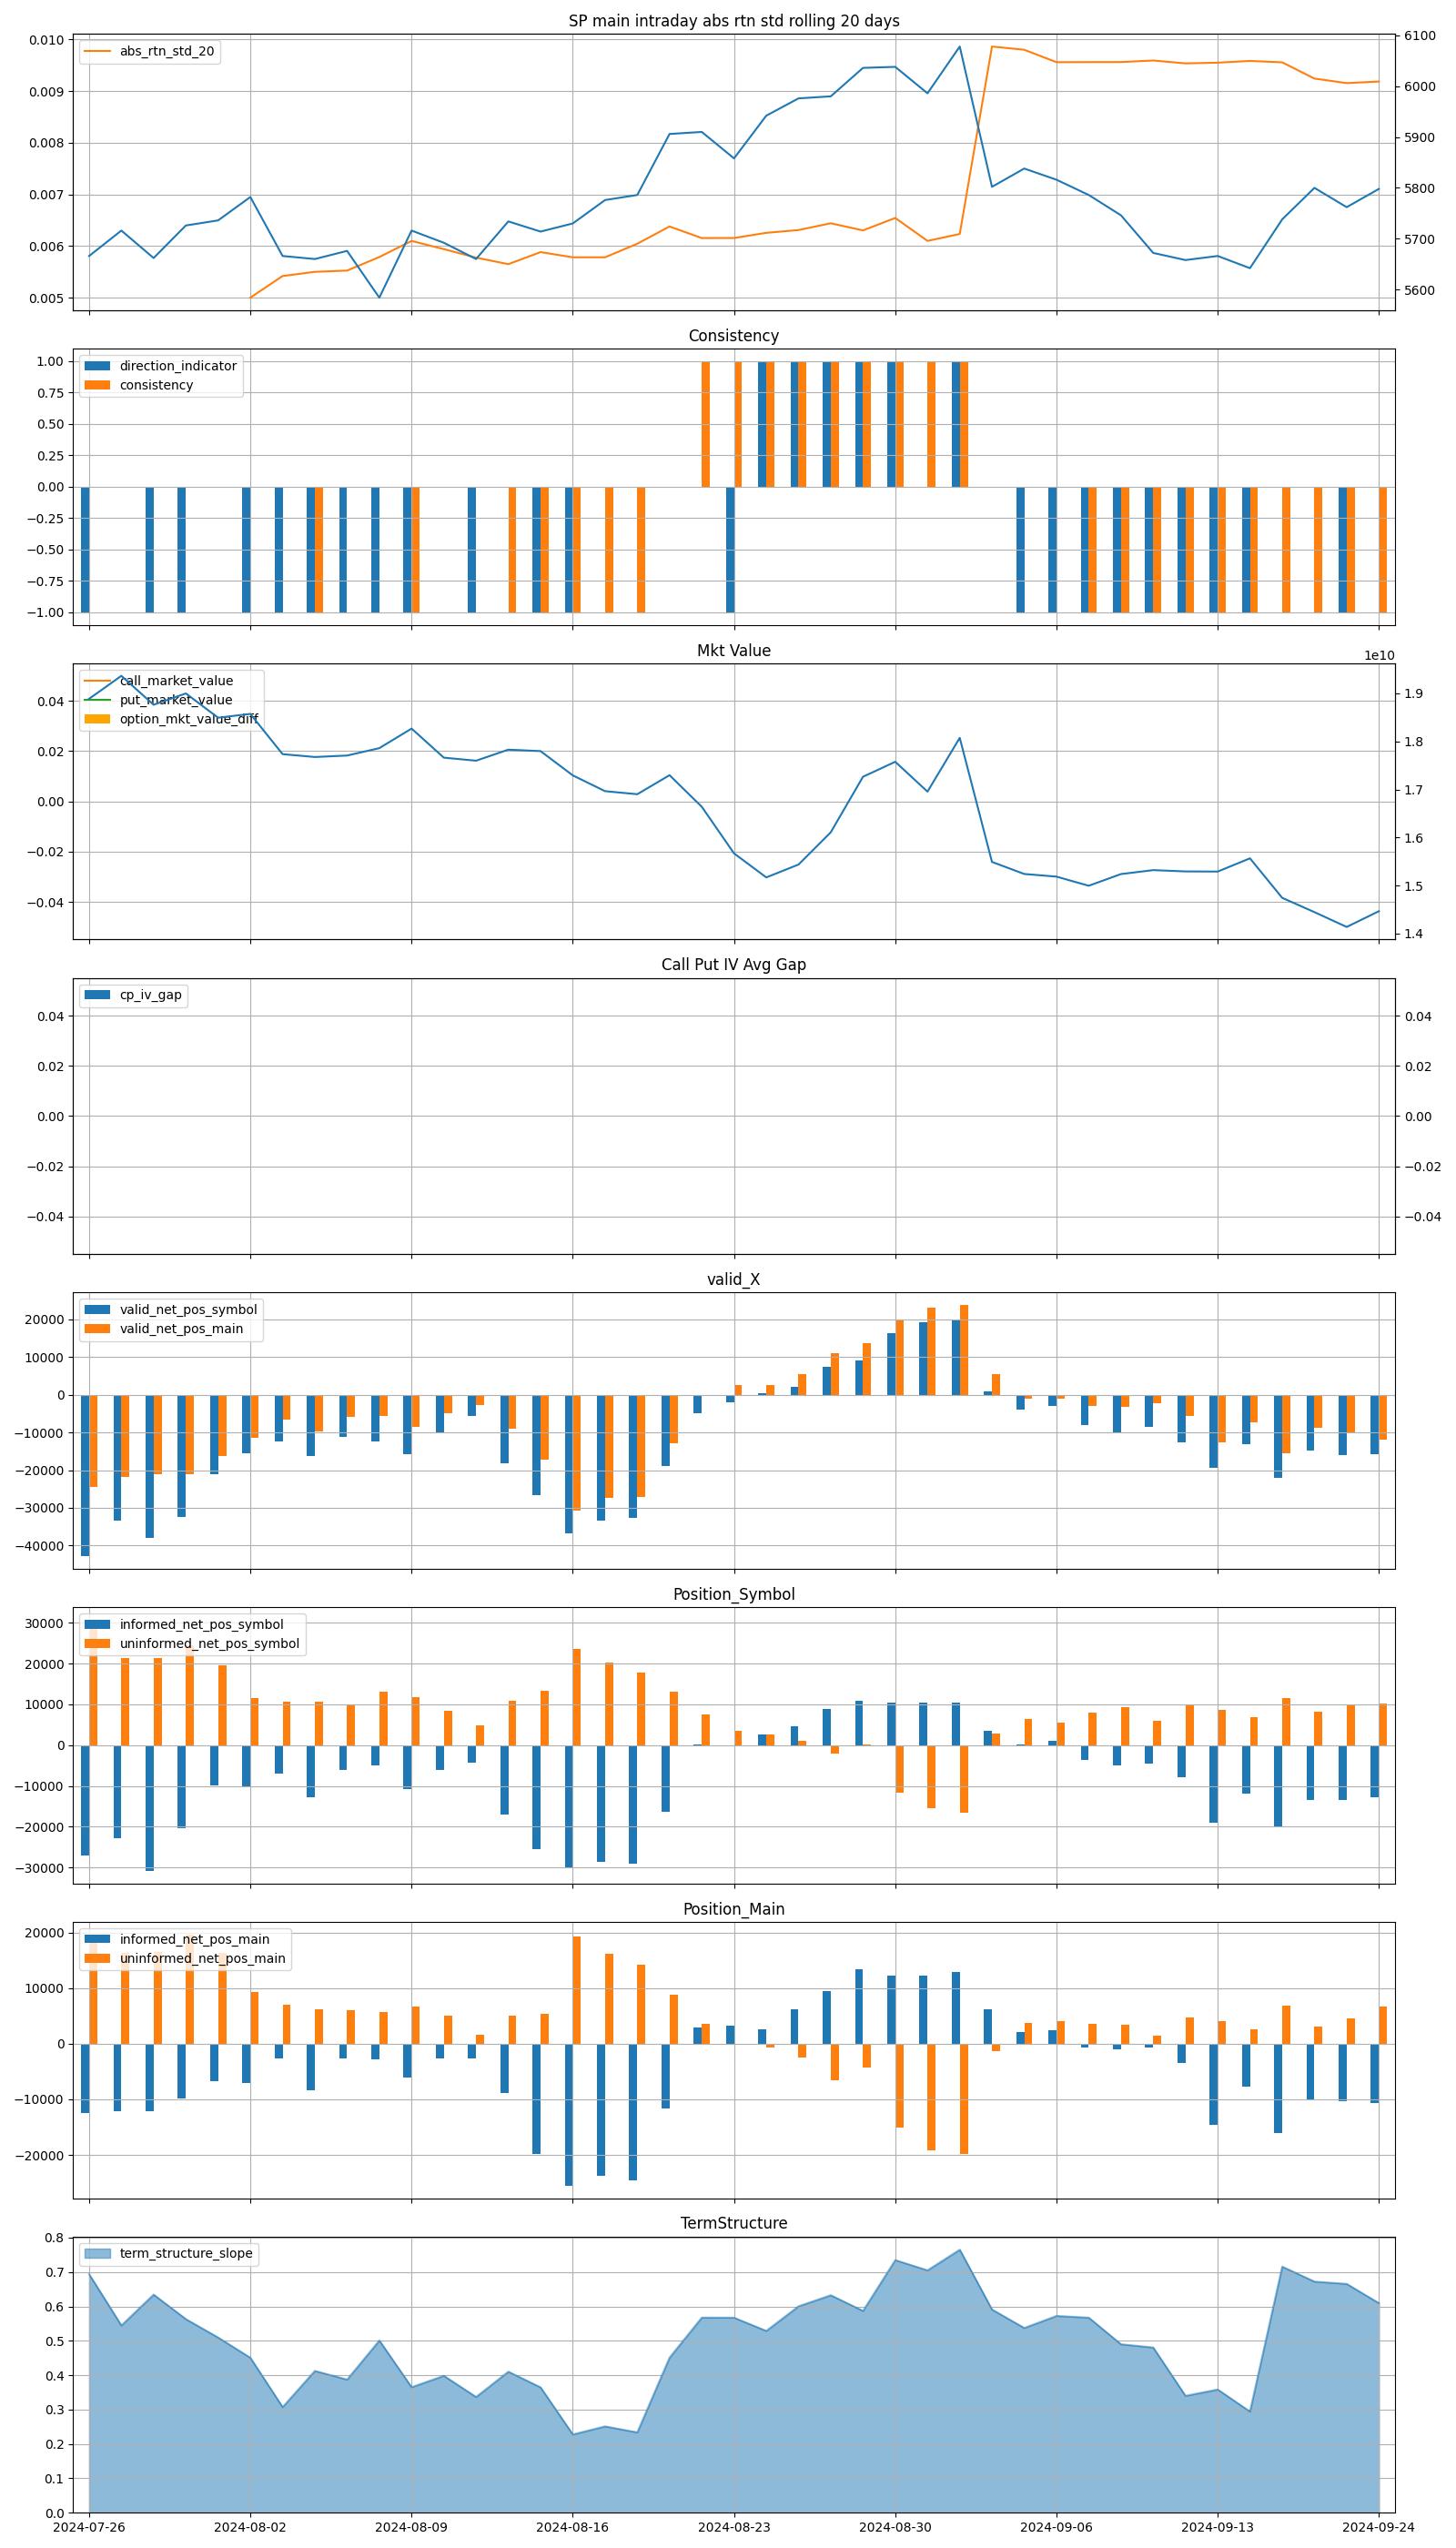 SP main intraday abs rtn std rolling 20 days
abs_rtn_std_20
0.010
0.009
0.008
0.007
0.006
0.005
6100
6000
5900
5800
5700
5600
Consistency
direction_indicator
consistency
1.00
0.75
0.50
0.25
0.00
−0.25
−0.50
−0.75
−1.00
Mkt Value
1e10
call_market_value
put_market_value
option_mkt_value_diff
0.04
0.02
0.00
−0.02
−0.04
1.9
1.8
1.7
1.6
1.5
1.4
Call Put IV Avg Gap
cp_iv_gap
0.04
0.02
0.00
−0.02
−0.04
0.04
0.02
0.00
−0.02
−0.04
valid_X
valid_net_pos_symbol
valid_net_pos_main
20000
10000
0
−10000
−20000
−30000
−40000
Position_Symbol
informed_net_pos_symbol
uninformed_net_pos_symbol
30000
20000
10000
0
−10000
−20000
−30000
Position_Main
informed_net_pos_main
uninformed_net_pos_main
20000
10000
0
−10000
−20000
TermStructure
term_structure_slope
0.8
0.7
0.6
0.5
0.4
0.3
0.2
0.1
0.0
2024-07-26 2024-08-02 2024-08-09 2024-08-16 2024-08-23 2024-08-30 2024-09-06 2024-09-13 2024-09-24